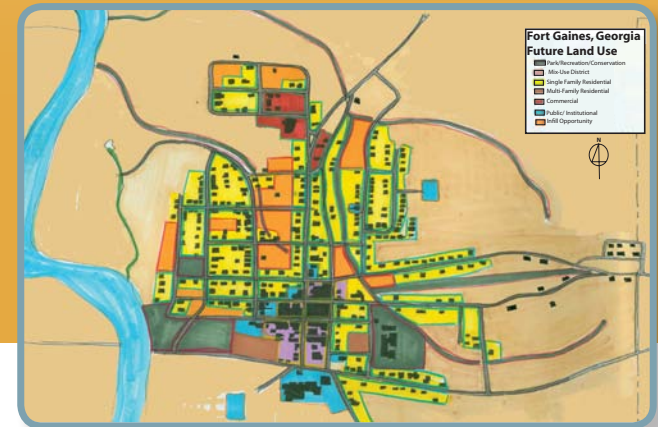 Fort Gaines, Georgia
Future Land Use
Park/Recreation/Conservation
Mix-Use District
Single Family Residential
Multi-Family Residential
Commercial
Public/ Institutional
Infill Opportunity
N